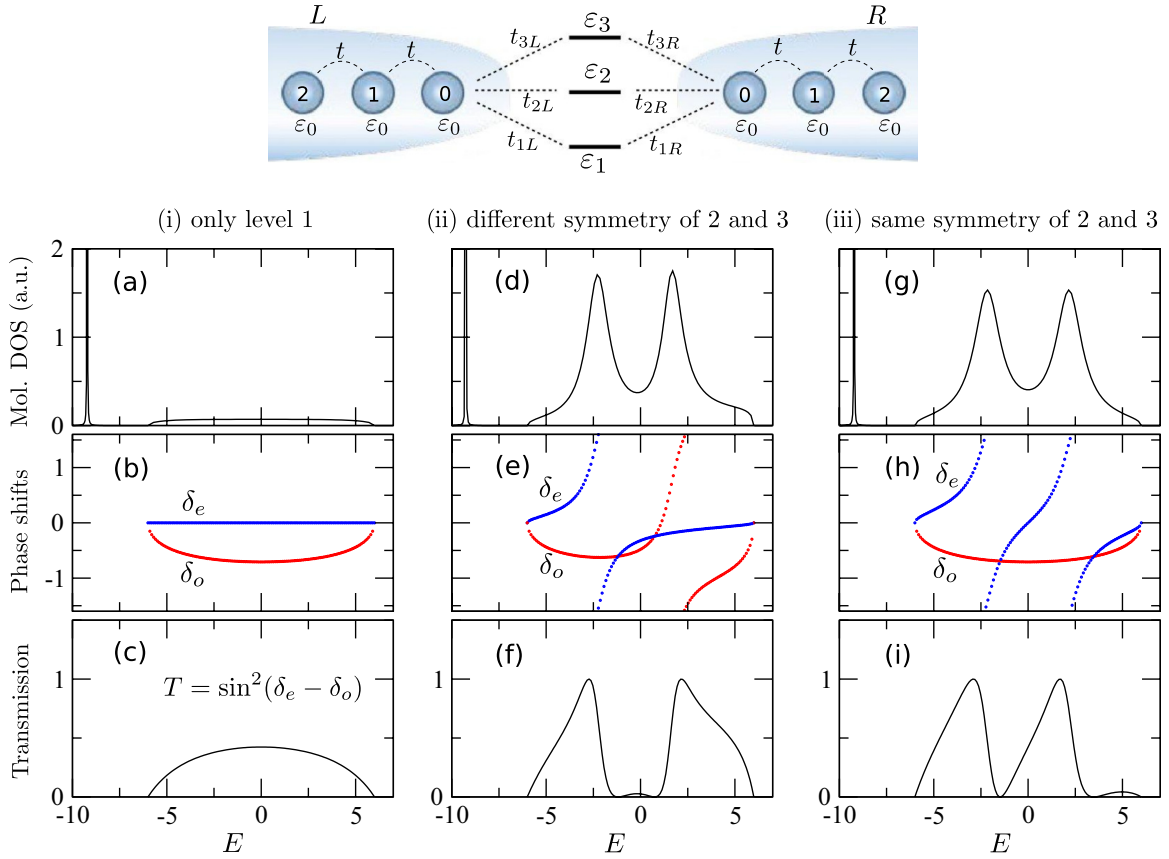 L ε₃ R
t₃L t₃R
t t ε₂ t t
2 1 0 0 1 2
ε₀ ε₀ ε₀ t₂L t₂R ε₀ ε₀ ε₀
t₁L ε₁ t₁R
(i) only level 1 (ii) different symmetry of 2 and 3 (iii) same symmetry of 2 and 3
Mol. DOS (a.u.)
2
1
0
(a) (d) (g)
Phase shifts
1
0
-1
(b) (e) (h)
δₑ δₑ δₑ
δₒ δₒ δₒ
Transmission
1
0
(c) (f) (i)
T = sin²(δₑ − δₒ)
-10 -5 0 5 -5 0 5 -5 0 5
E E E